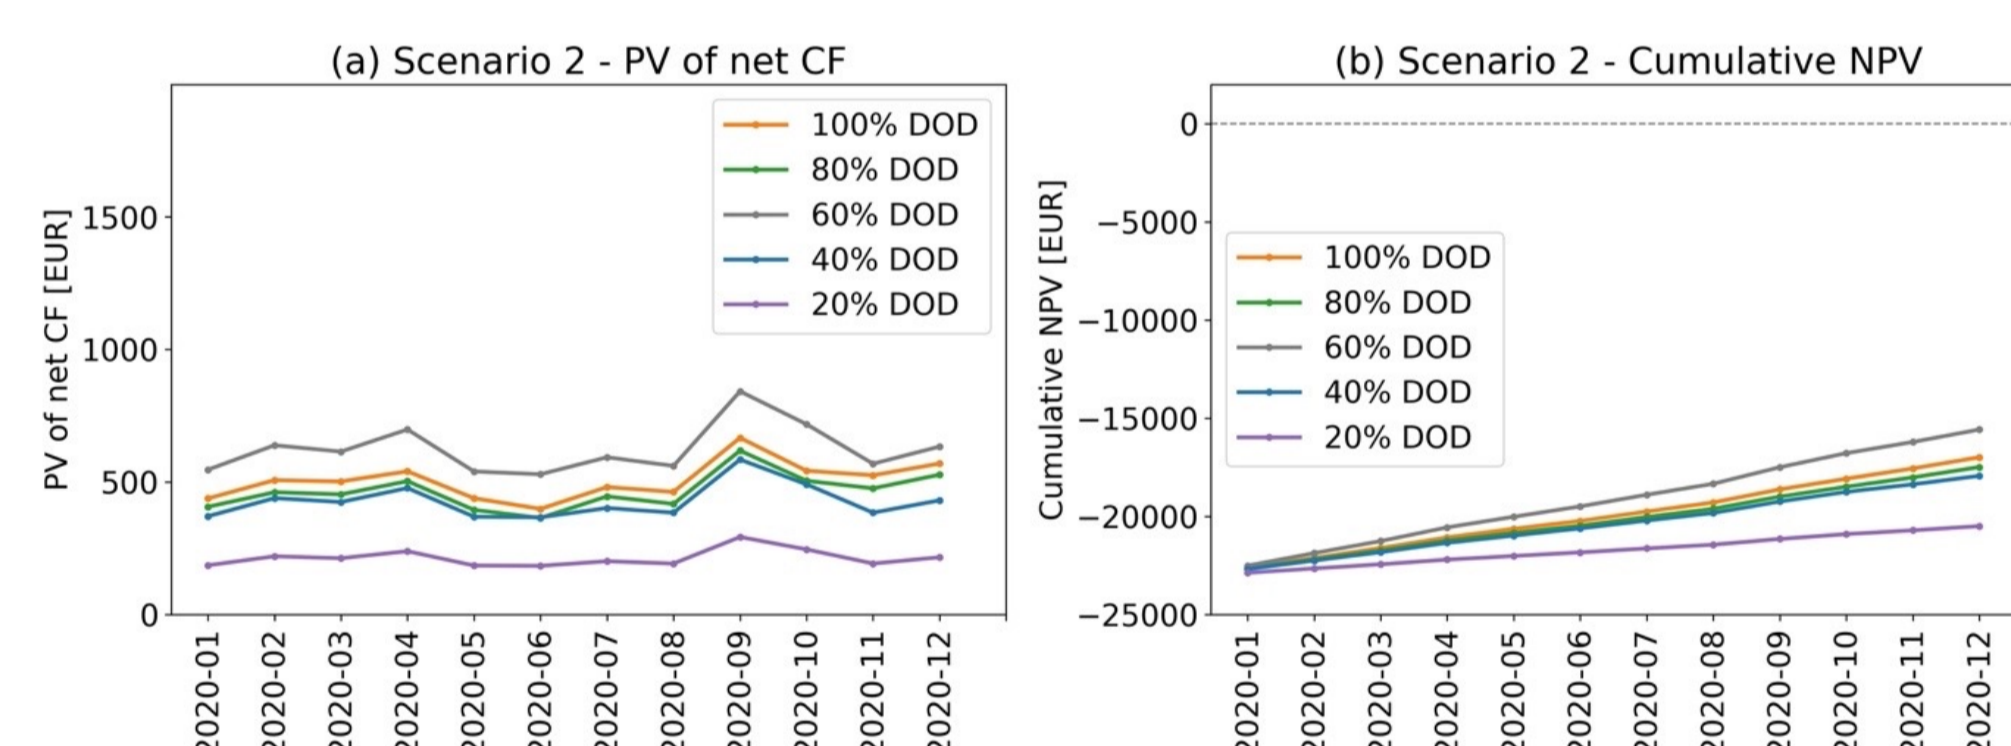 (a) Scenario 2 - PV of net CF
PV of net CF [EUR]
1500
1000
500
0
100% DOD
80% DOD
60% DOD
40% DOD
20% DOD
2020-01
2020-02
2020-03
2020-04
2020-05
2020-06
2020-07
2020-08
2020-09
2020-10
2020-11
2020-12
(b) Scenario 2 - Cumulative NPV
Cumulative NPV [EUR]
0
−5000
−10000
−15000
−20000
−25000
100% DOD
80% DOD
60% DOD
40% DOD
20% DOD
2020-01
2020-02
2020-03
2020-04
2020-05
2020-06
2020-07
2020-08
2020-09
2020-10
2020-11
2020-12